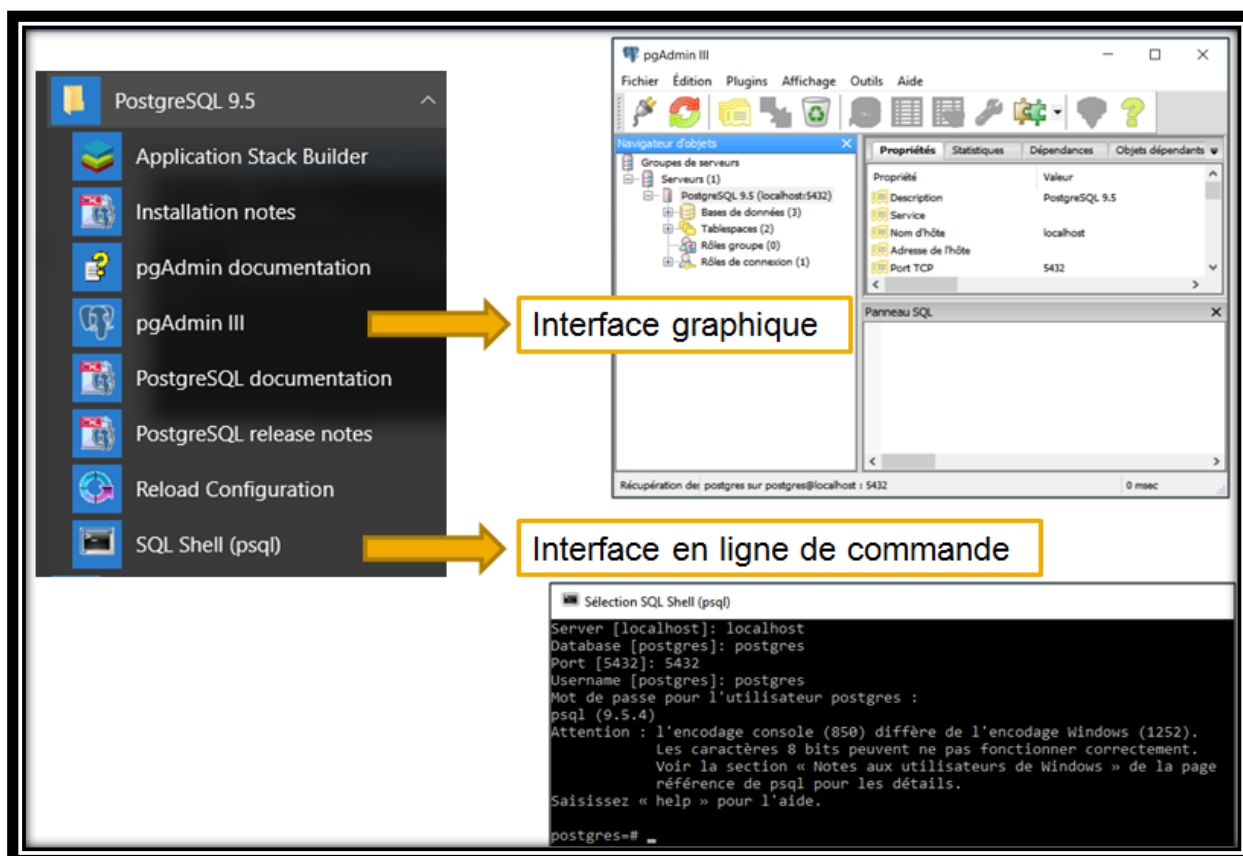 PostgreSQL 9.5
Application Stack Builder
Installation notes
pgAdmin documentation
pgAdmin III
PostgreSQL documentation
PostgreSQL release notes
Reload Configuration
SQL Shell (psql)
pgAdmin III
Fichier Édition Plugins Affichage Outils Aide
Navigateur d'objets
Groupes de serveurs
Serveurs (1)
PostgreSQL 9.5 (localhost:5432)
Bases de données (3)
Tablespaces (2)
Rôles groupe (0)
Rôles de connexion (1)
Propriétés Statistiques Dépendances Objets dépendants
Propriété Valeur
Description PostgreSQL 9.5
Service
Nom d'hôte localhost
Adresse de l'hôte
Port TCP 5432
Panneau SQL
Récupération des postgres sur postgres@localhost : 5432 0 msec
Interface graphique
Interface en ligne de commande
Sélection SQL Shell (psql)
Server [localhost]: localhost
Database [postgres]: postgres
Port [5432]: 5432
Username [postgres]: postgres
Mot de passe pour l'utilisateur postgres :
psql (9.5.4)
Attention : l'encodage console (850) diffère de l'encodage Windows (1252).
Les caractères 8 bits peuvent ne pas fonctionner correctement.
Voir la section « Notes aux utilisateurs de Windows » de la page
référence de psql pour les détails.
Saisissez « help » pour l'aide.
postgres=# _